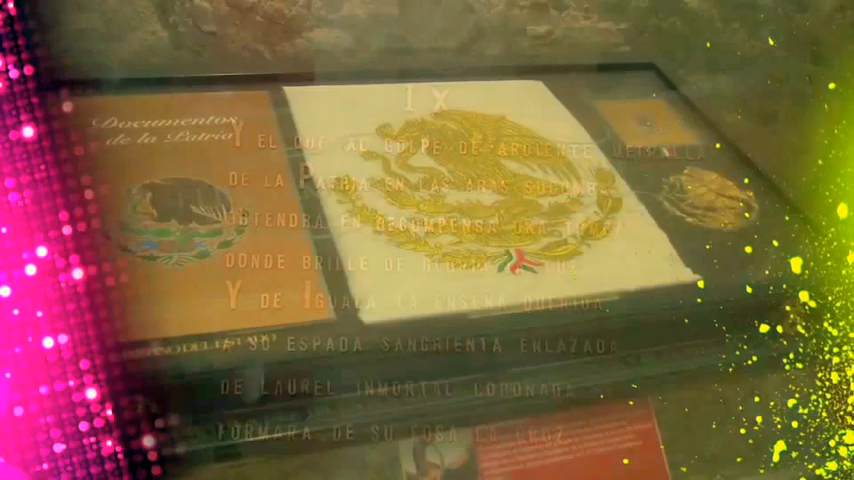 Documentos
de la Patria
IX
Y EL QUE AL GOLPE DE ARDIENTE METRALLA
DE LA PATRIA EN LAS ARAS SUCUMBA
OBTENDRA EN RECOMPENSA UNA TUMBA
DONDE BRILLE DE
Y DE IGUALA LA ENSEÑA QUERIDA
A SU ESPADA SANGRIENTA ENLAZADA
DE LAUREL INMORTAL CORONADA
FORMARA DE SU FOSA LA CRUZ